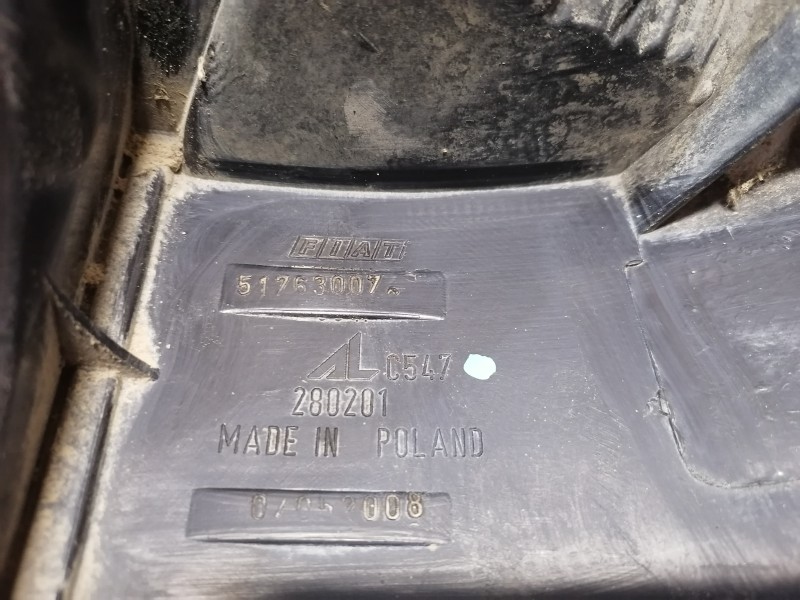 FIAT
51763007
AL C547
280201
MADE IN POLAND